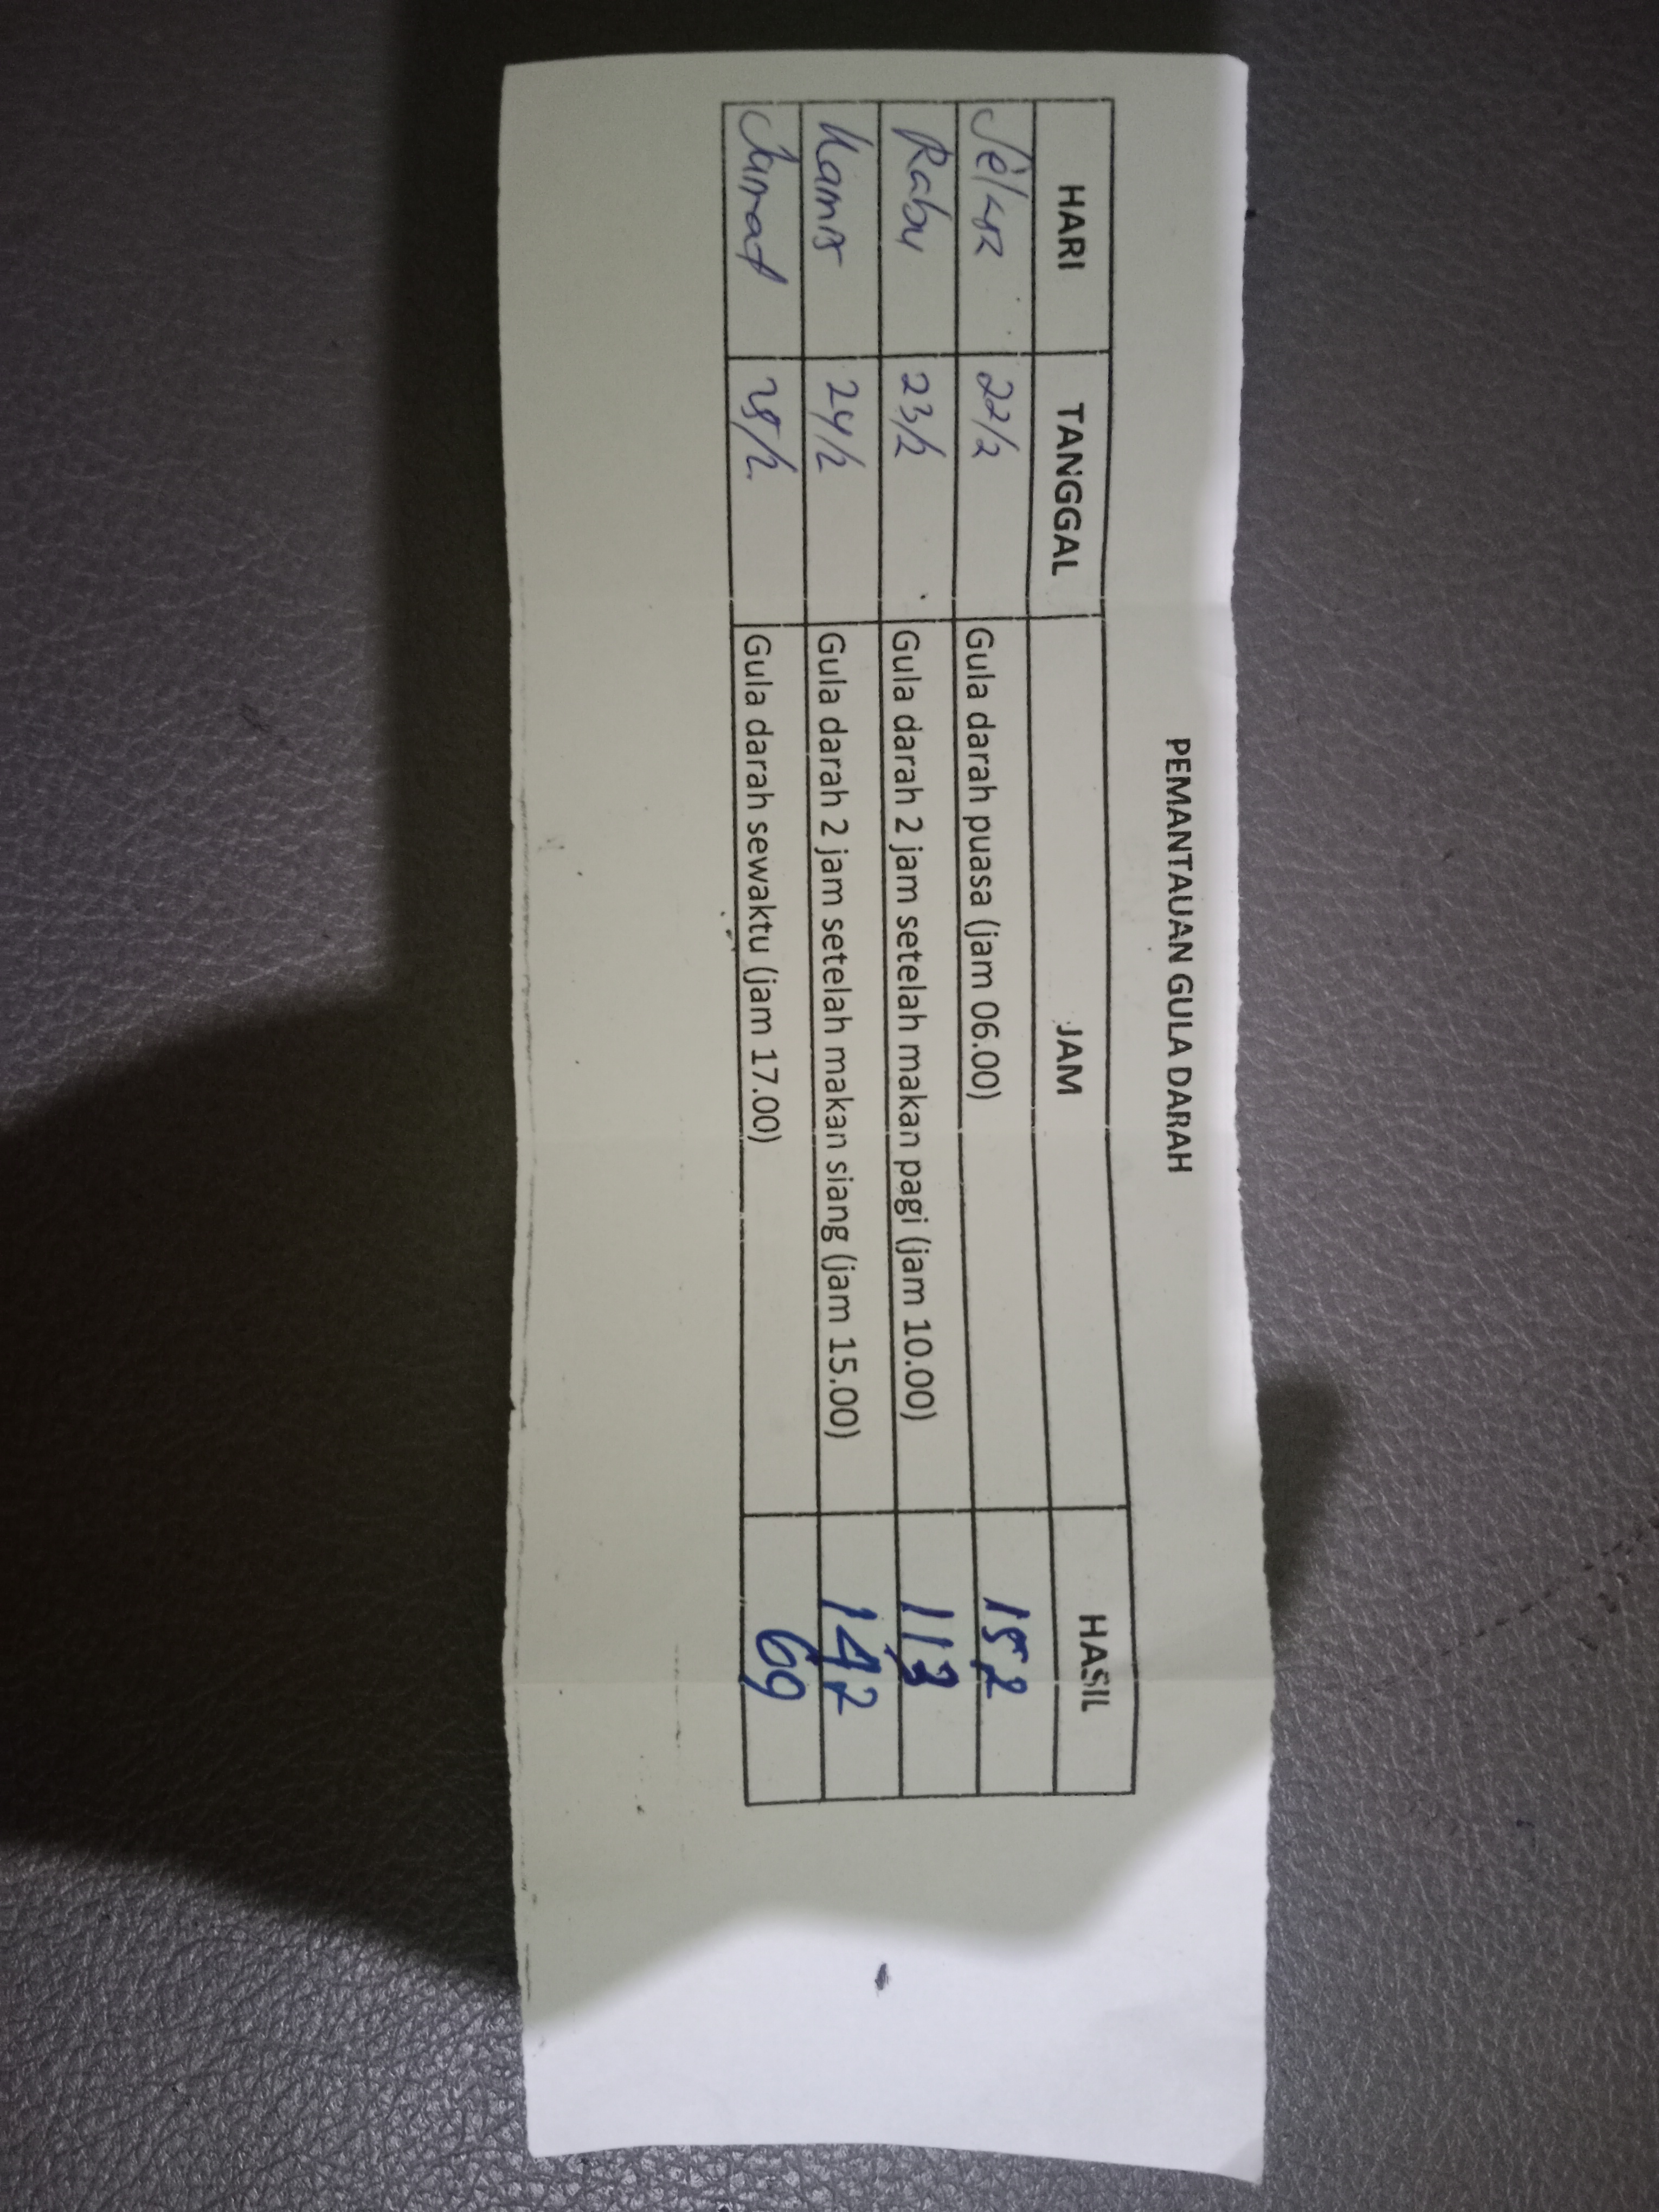 PEMANTAUAN GULA DARAH
HARI TANGGAL JAM HASIL
Selasa 22/2 Gula darah puasa (jam 06.00) 152
Rabu 23/2 Gula darah 2 jam setelah makan pagi (jam 10.00) 113
Kamis 24/2 Gula darah 2 jam setelah makan siang (jam 15.00) 142
Jumat 25/2 Gula darah sewaktu (jam 17.00) 69